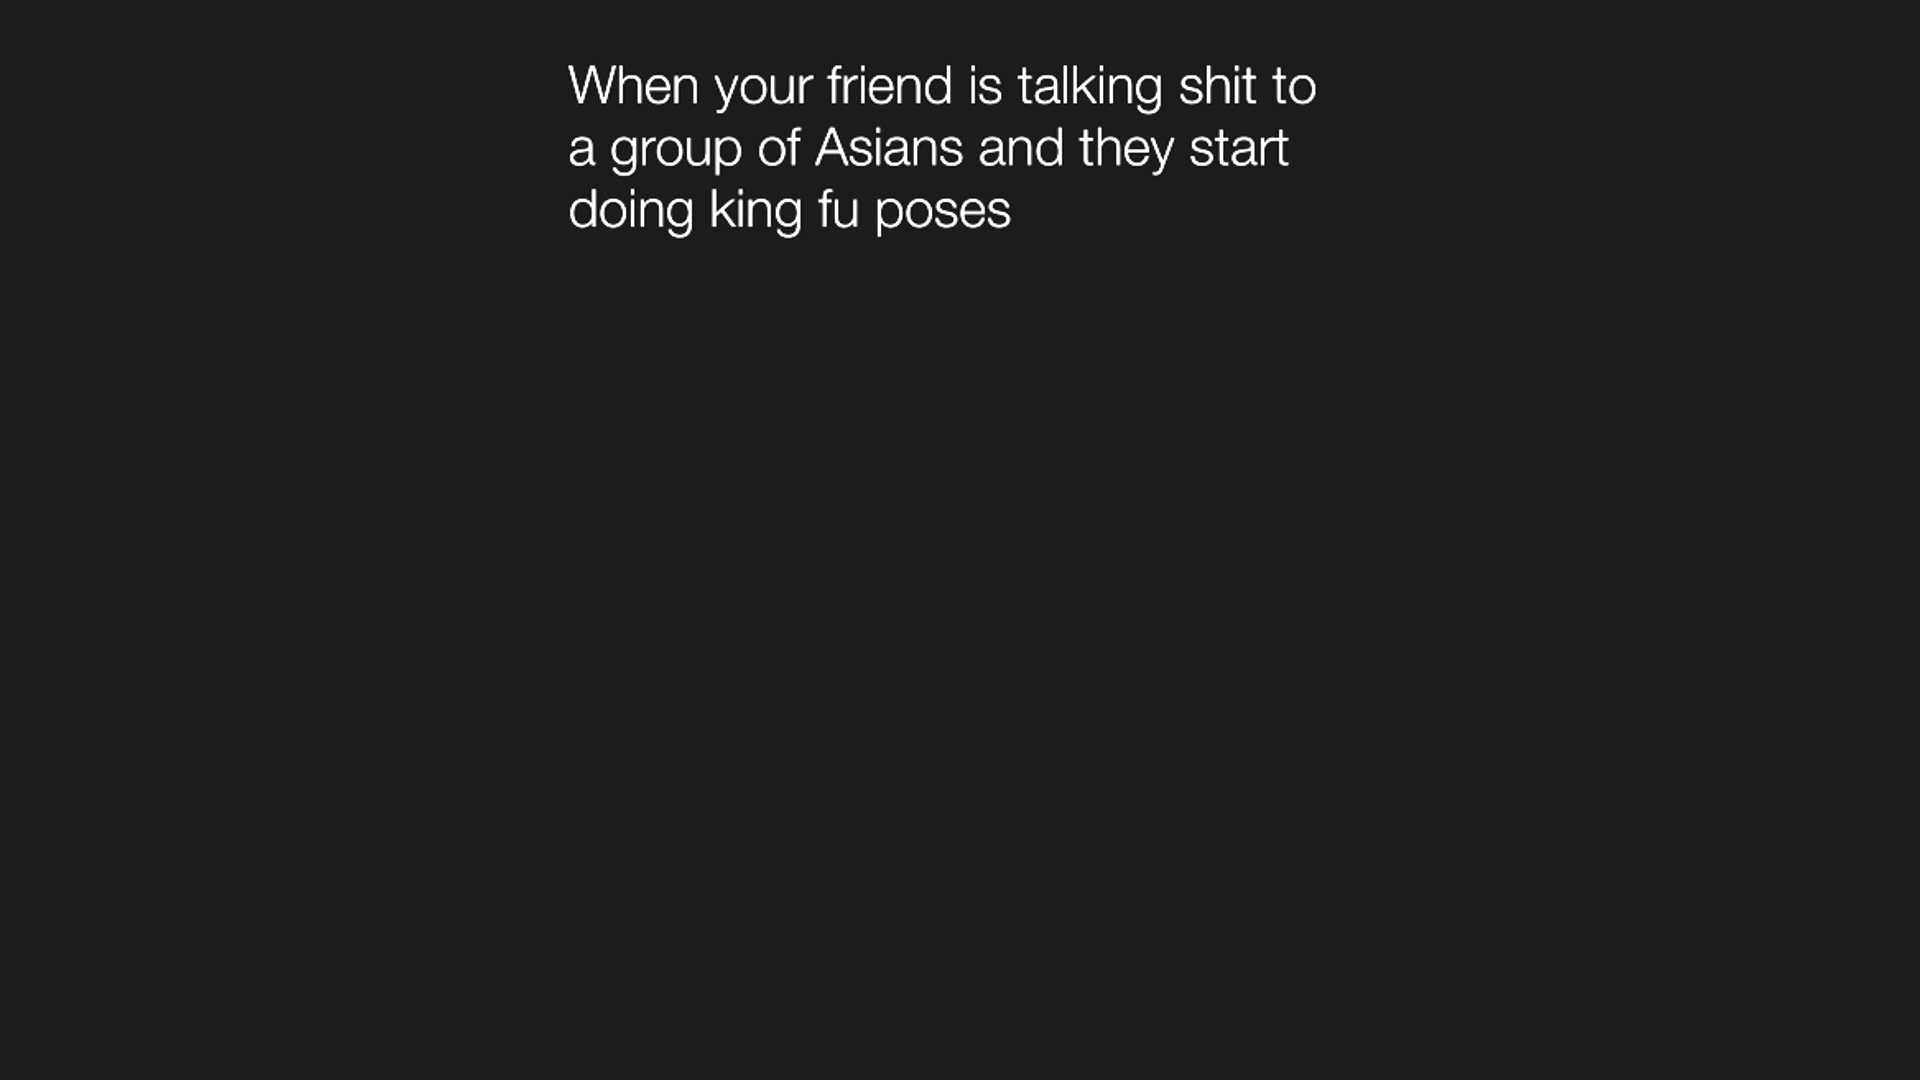 When your friend is talking shit to
a group of Asians and they start
doing king fu poses